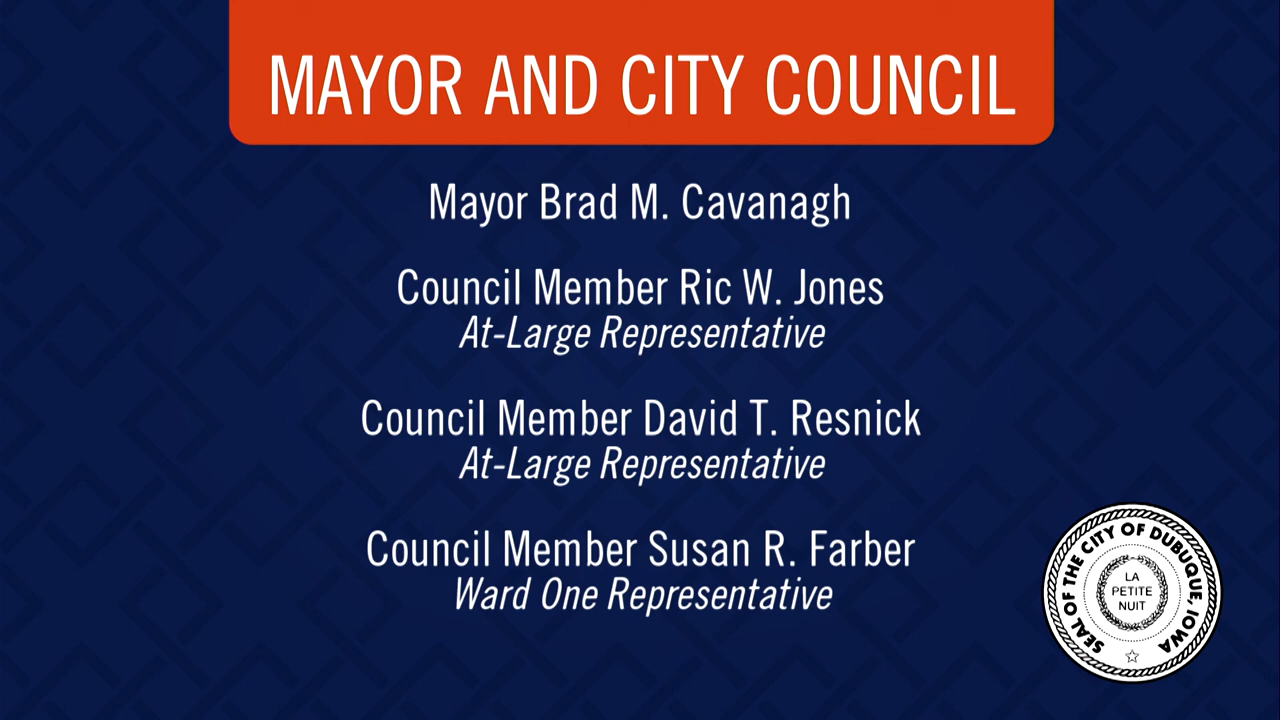 MAYOR AND CITY COUNCIL
Mayor Brad M. Cavanagh
Council Member Ric W. Jones
At-Large Representative
Council Member David T. Resnick
At-Large Representative
Council Member Susan R. Farber
Ward One Representative
SEAL OF THE CITY OF DUBUQUE, IOWA
LA
PETITE
NUIT